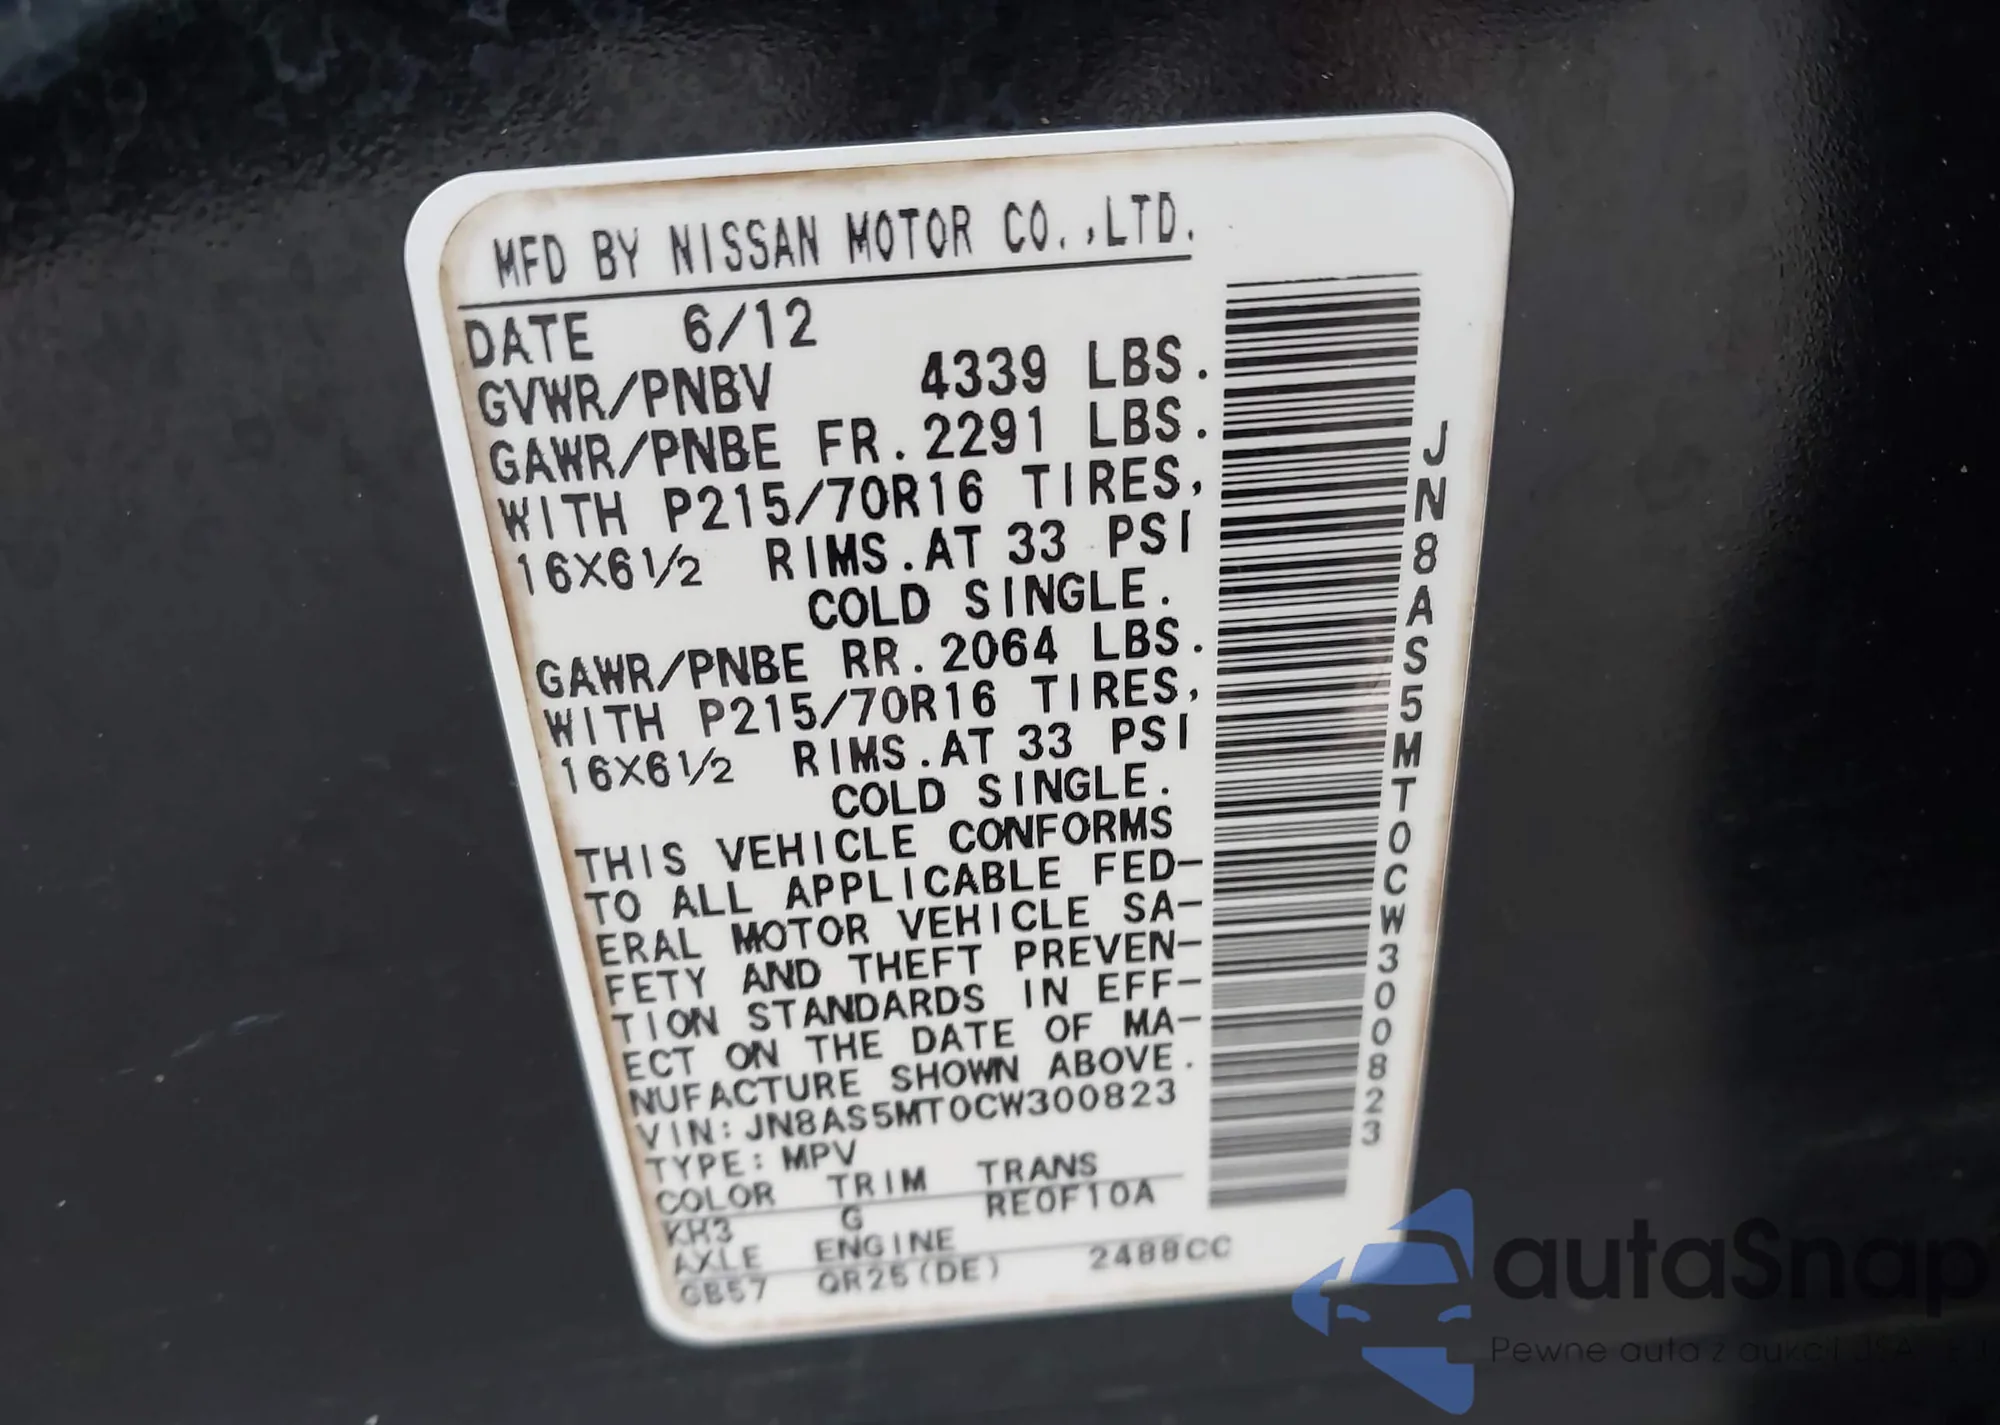 MFD BY NISSAN MOTOR CO.,LTD.
DATE 6/12
GVWR/PNBV 4339 LBS.
GAWR/PNBE FR.2291 LBS.
WITH P215/70R16 TIRES,
16X6½ RIMS.AT 33 PSI
COLD SINGLE.
GAWR/PNBE RR.2064 LBS.
WITH P215/70R16 TIRES,
16X6½ RIMS.AT 33 PSI
COLD SINGLE.
THIS VEHICLE CONFORMS
TO ALL APPLICABLE FED-
ERAL MOTOR VEHICLE SA-
FETY AND THEFT PREVEN-
TION STANDARDS IN EFF-
ECT ON THE DATE OF MA-
NUFACTURE SHOWN ABOVE.
VIN:JN8AS5MT0CW300823
TYPE:MPV
COLOR TRIM TRANS
KH3 G RE0F10A
AXLE ENGINE
GB57 QR25(DE) 2488CC
JN8AS5MT0CW300823
autaSnap
Pewne auto z aukcji USA